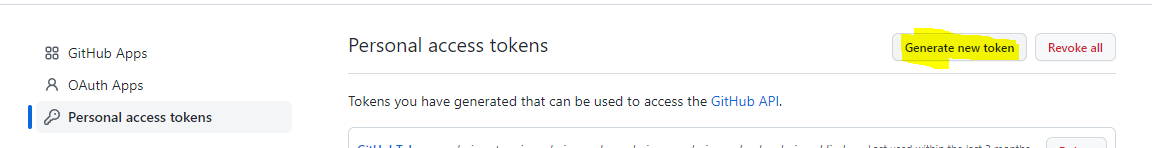 GitHub Apps
OAuth Apps
Personal access tokens
Personal access tokens
Generate new token
Revoke all
Tokens you have generated that can be used to access the GitHub API.